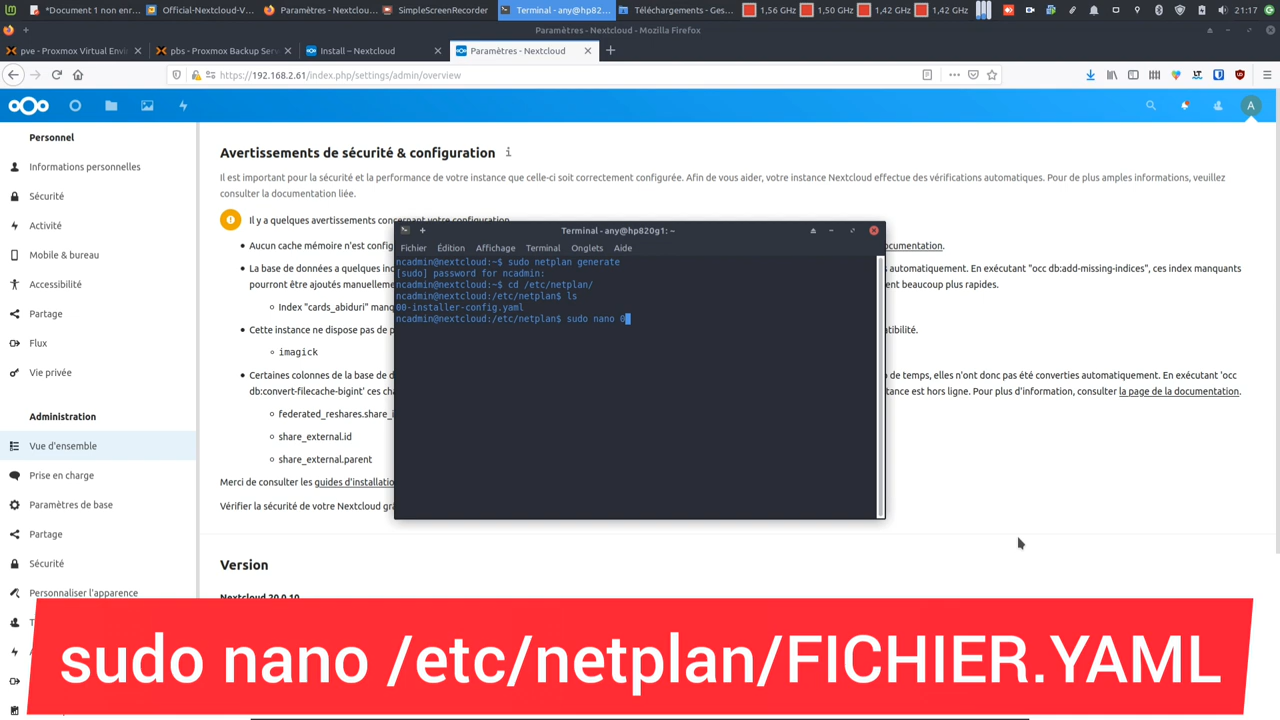 *Document 1 non enr...
Official-Nextcloud-V...
Paramètres - Nextclou...
SimpleScreenRecorder
Terminal - any@hp82...
Téléchargements - Ges...
1,56 GHz
1,50 GHz
1,42 GHz
1,42 GHz
21:17
Paramètres - Nextcloud - Mozilla Firefox
pve - Proxmox Virtual Envir
pbs - Proxmox Backup Serv
Install – Nextcloud
Paramètres - Nextcloud
https://192.168.2.61/index.php/settings/admin/overview
A
Personnel
Informations personnelles
Sécurité
Activité
Mobile & bureau
Accessibilité
Partage
Flux
Vie privée
Administration
Vue d'ensemble
Prise en charge
Paramètres de base
Partage
Sécurité
Personnaliser l'apparence
Avertissements de sécurité & configuration
Il est important pour la sécurité et la performance de votre instance que celle-ci soit correctement configurée. Afin de vous aider, votre instance Nextcloud effectue des vérifications automatiques. Pour de plus amples informations, veuillez
consulter la documentation liée.
Il y a quelques avertissements concernant votre configuration.
Aucun cache mémoire n'est config
ocumentation.
La base de données a quelques in
automatiquement. En exécutant "occ db:add-missing-indices", ces index manquants
pourront être ajoutés manuelleme
ent beaucoup plus rapides.
Index "cards_abiduri" man
Cette instance ne dispose pas de p
atibilité.
imagick
Certaines colonnes de la base de d
de temps, elles n'ont donc pas été converties automatiquement. En exécutant "occ
db:convert-filecache-bigint" ces cha
ance est hors ligne. Pour plus d'information, consulter la page de la documentation.
federated_reshares.share_i
share_external.id
share_external.parent
Merci de consulter les guides d'installatio
Vérifier la sécurité de votre Nextcloud gr
Version
Nextcloud 20.0.10
Terminal - any@hp820g1: ~
Fichier Édition Affichage Terminal Onglets Aide
ncadmin@nextcloud:~$ sudo netplan generate
[sudo] password for ncadmin:
ncadmin@nextcloud:~$ cd /etc/netplan/
ncadmin@nextcloud:/etc/netplan$ ls
00-installer-config.yaml
ncadmin@nextcloud:/etc/netplan$ sudo nano 0
sudo nano /etc/netplan/FICHIER.YAML